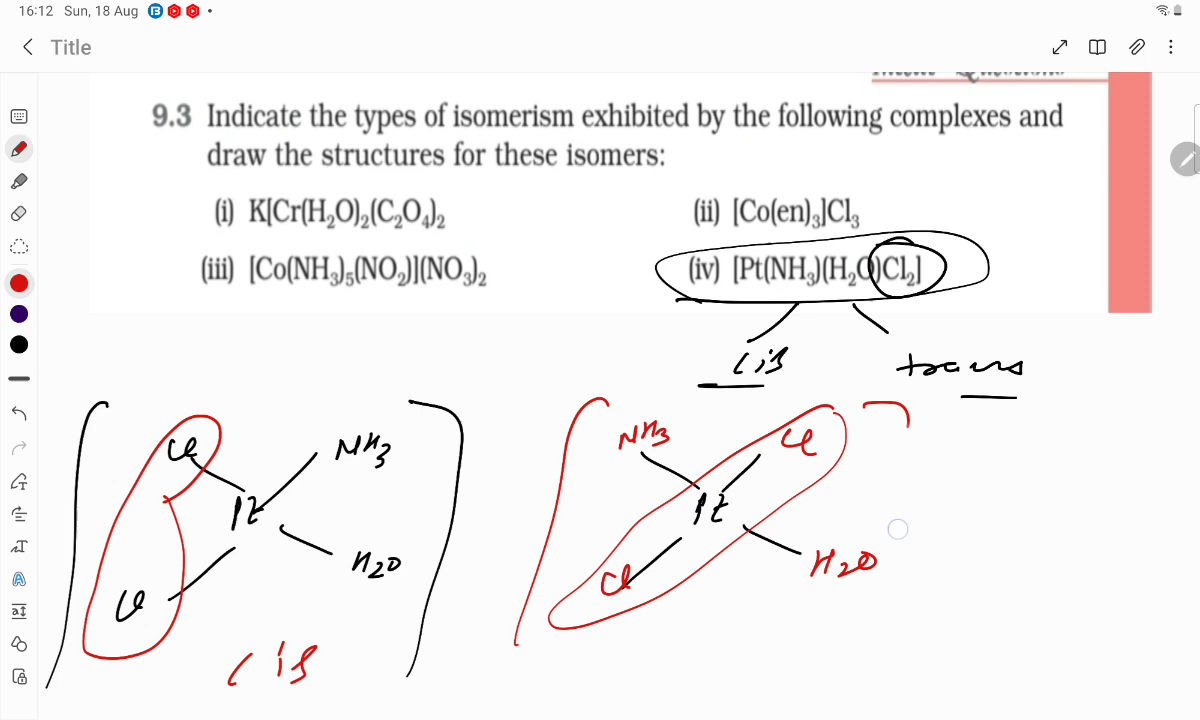 16:12 Sun, 18 Aug
Title
9.3 Indicate the types of isomerism exhibited by the following complexes and
draw the structures for these isomers:
(i) K[Cr(H₂O)₂(C₂O₄)₂
(ii) [Co(en)₃]Cl₃
(iii) [Co(NH₃)₅(NO₂)](NO₃)₂
(iv) [Pt(NH₃)(H₂O)Cl₂]
cis
trans
Cl
NH₃
Pt
H₂O
Cl
cis
NH₃
Cl
Pt
H₂O
Cl